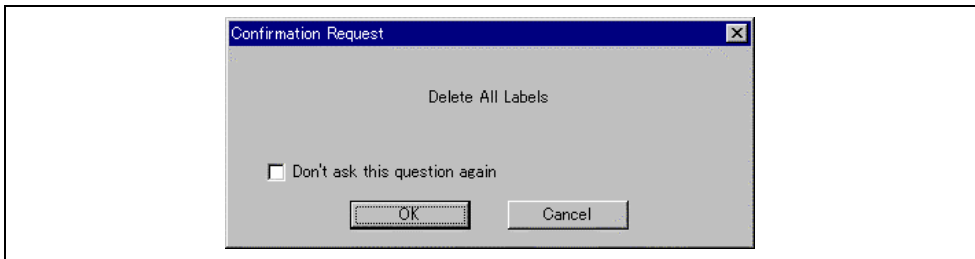 Confirmation Request
Delete All Labels
Don't ask this question again
OK Cancel